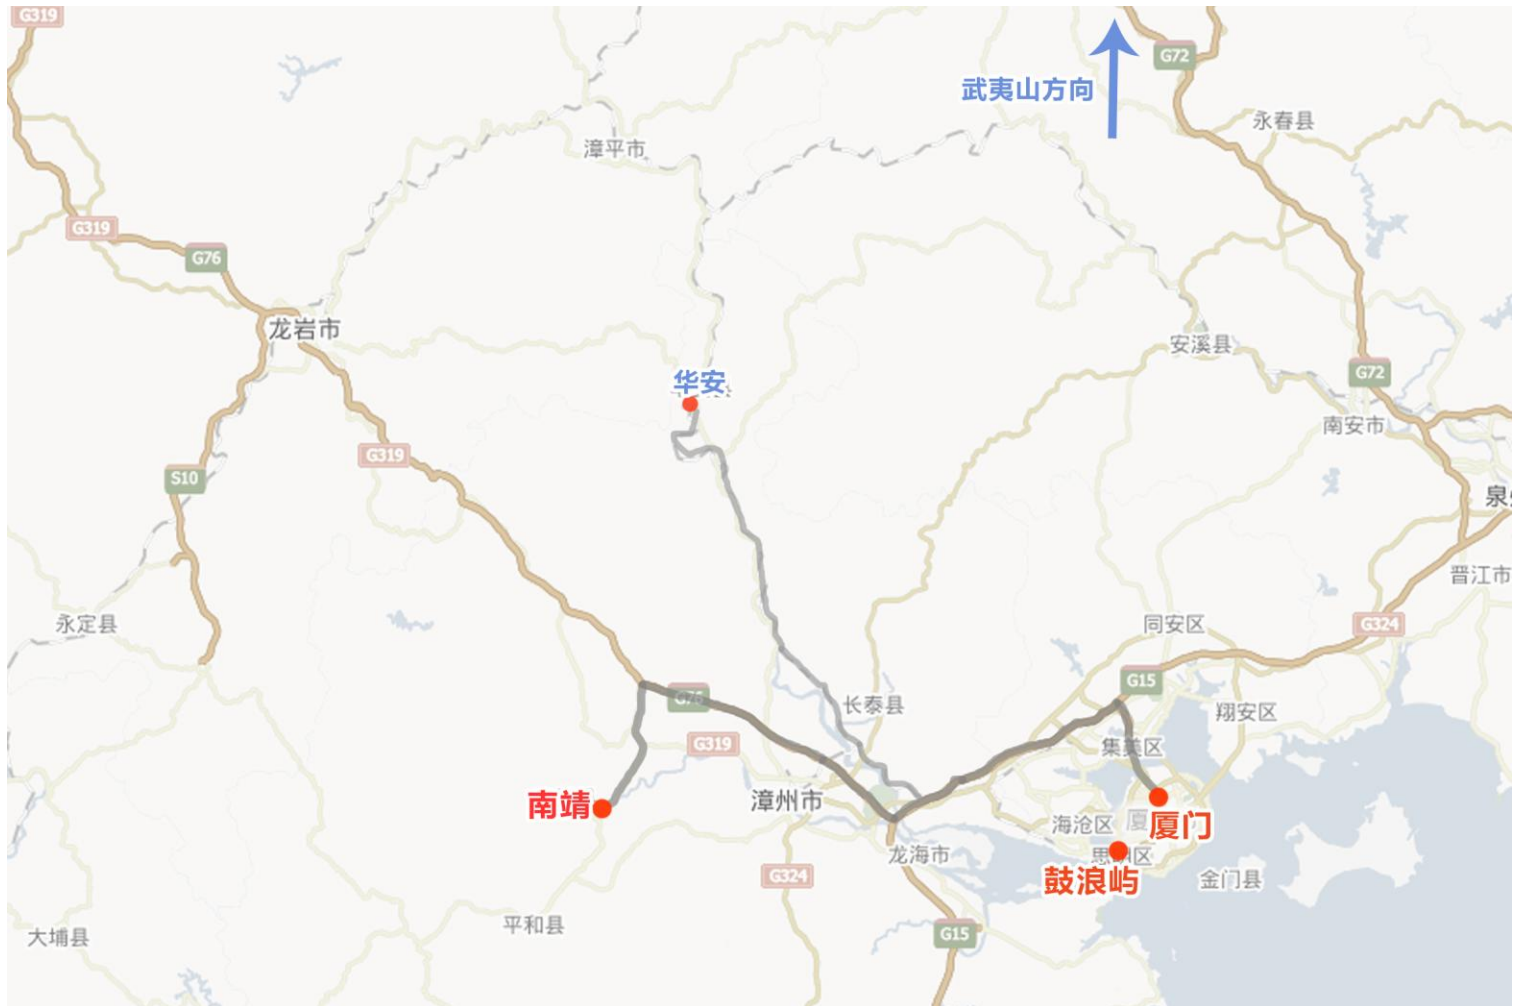 G319
G72
武夷山方向
永春县
漳平市
G319
G76
龙岩市
安溪县
华安
G72
南安市
G319
S10
晋江市
永定县
同安区
G324
G15
长泰县
翔安区
G319
集美区
南靖
漳州市
海沧区
厦门
龙海市
鼓浪屿
金门县
G324
平和县
G15
大埔县